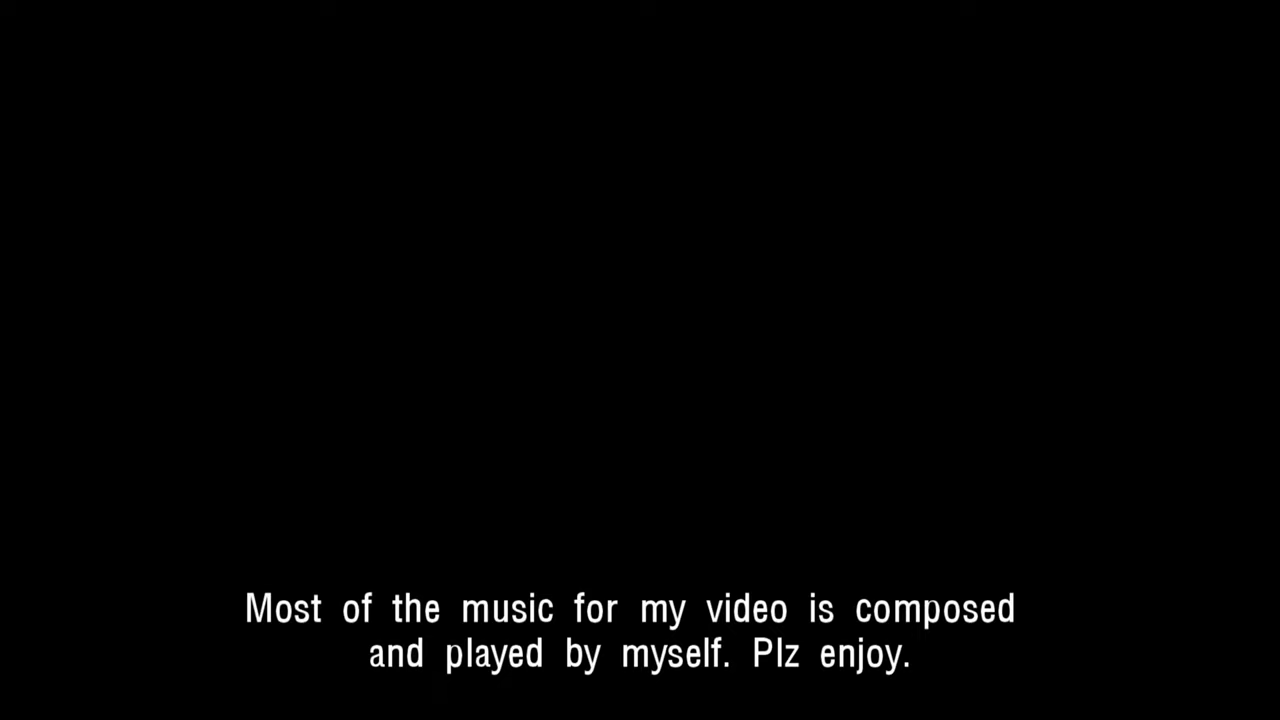 Most of the music for my video is composed
and played by myself. Plz enjoy.